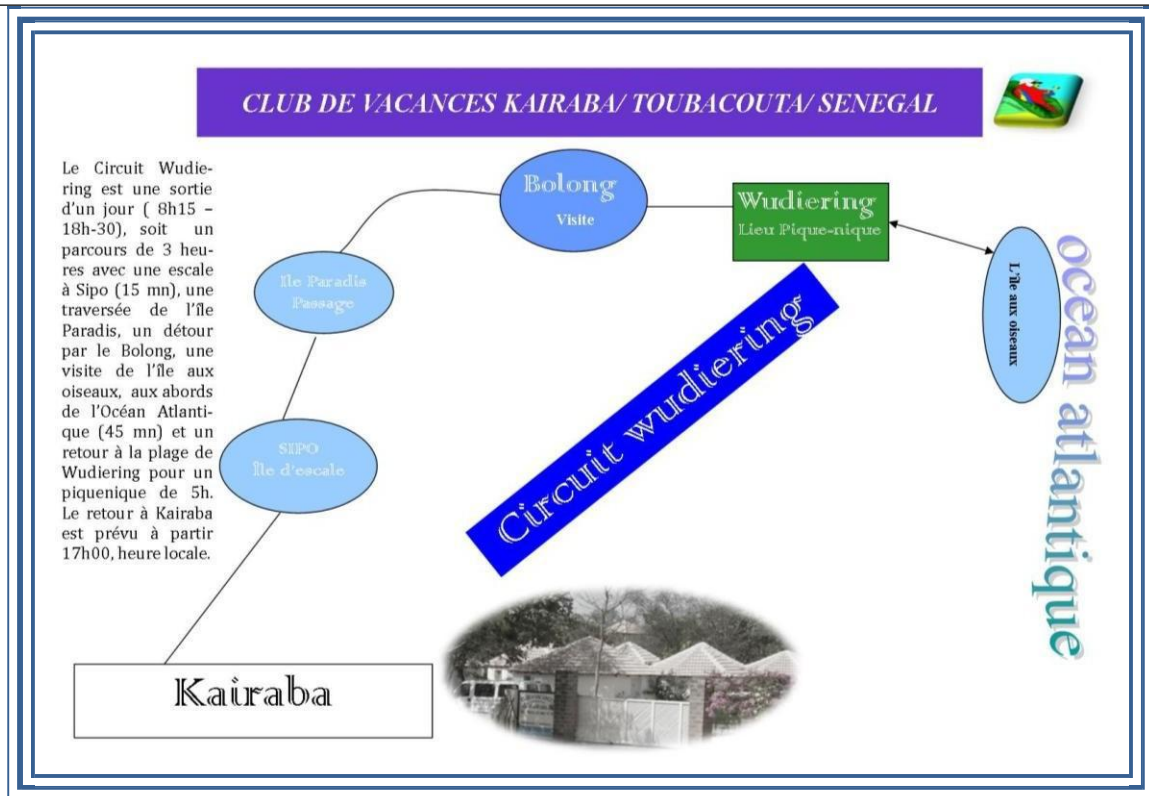 CLUB DE VACANCES KAIRABA/ TOUBACOUTA/ SENEGAL
Le Circuit Wudie-
ring est une sortie
d'un jour ( 8h15 –
18h-30), soit un
parcours de 3 heu-
res avec une escale
à Sipo (15 mn), une
traversée de l'île
Paradis, un détour
par le Bolong, une
visite de l'île aux
oiseaux, aux abords
de l'Océan Atlanti-
que (45 mn) et un
retour à la plage de
Wudiering pour un
piquenique de 5h.
Le retour à Kairaba
est prévu à partir
17h00, heure locale.
Bolong
Visite
Wudiering
Lieu Pique-nique
Ile Paradis
Passage
L'île aux oiseaux
océan atlantique
Circuit wudiering
SIPO
Île d'escale
Kairaba